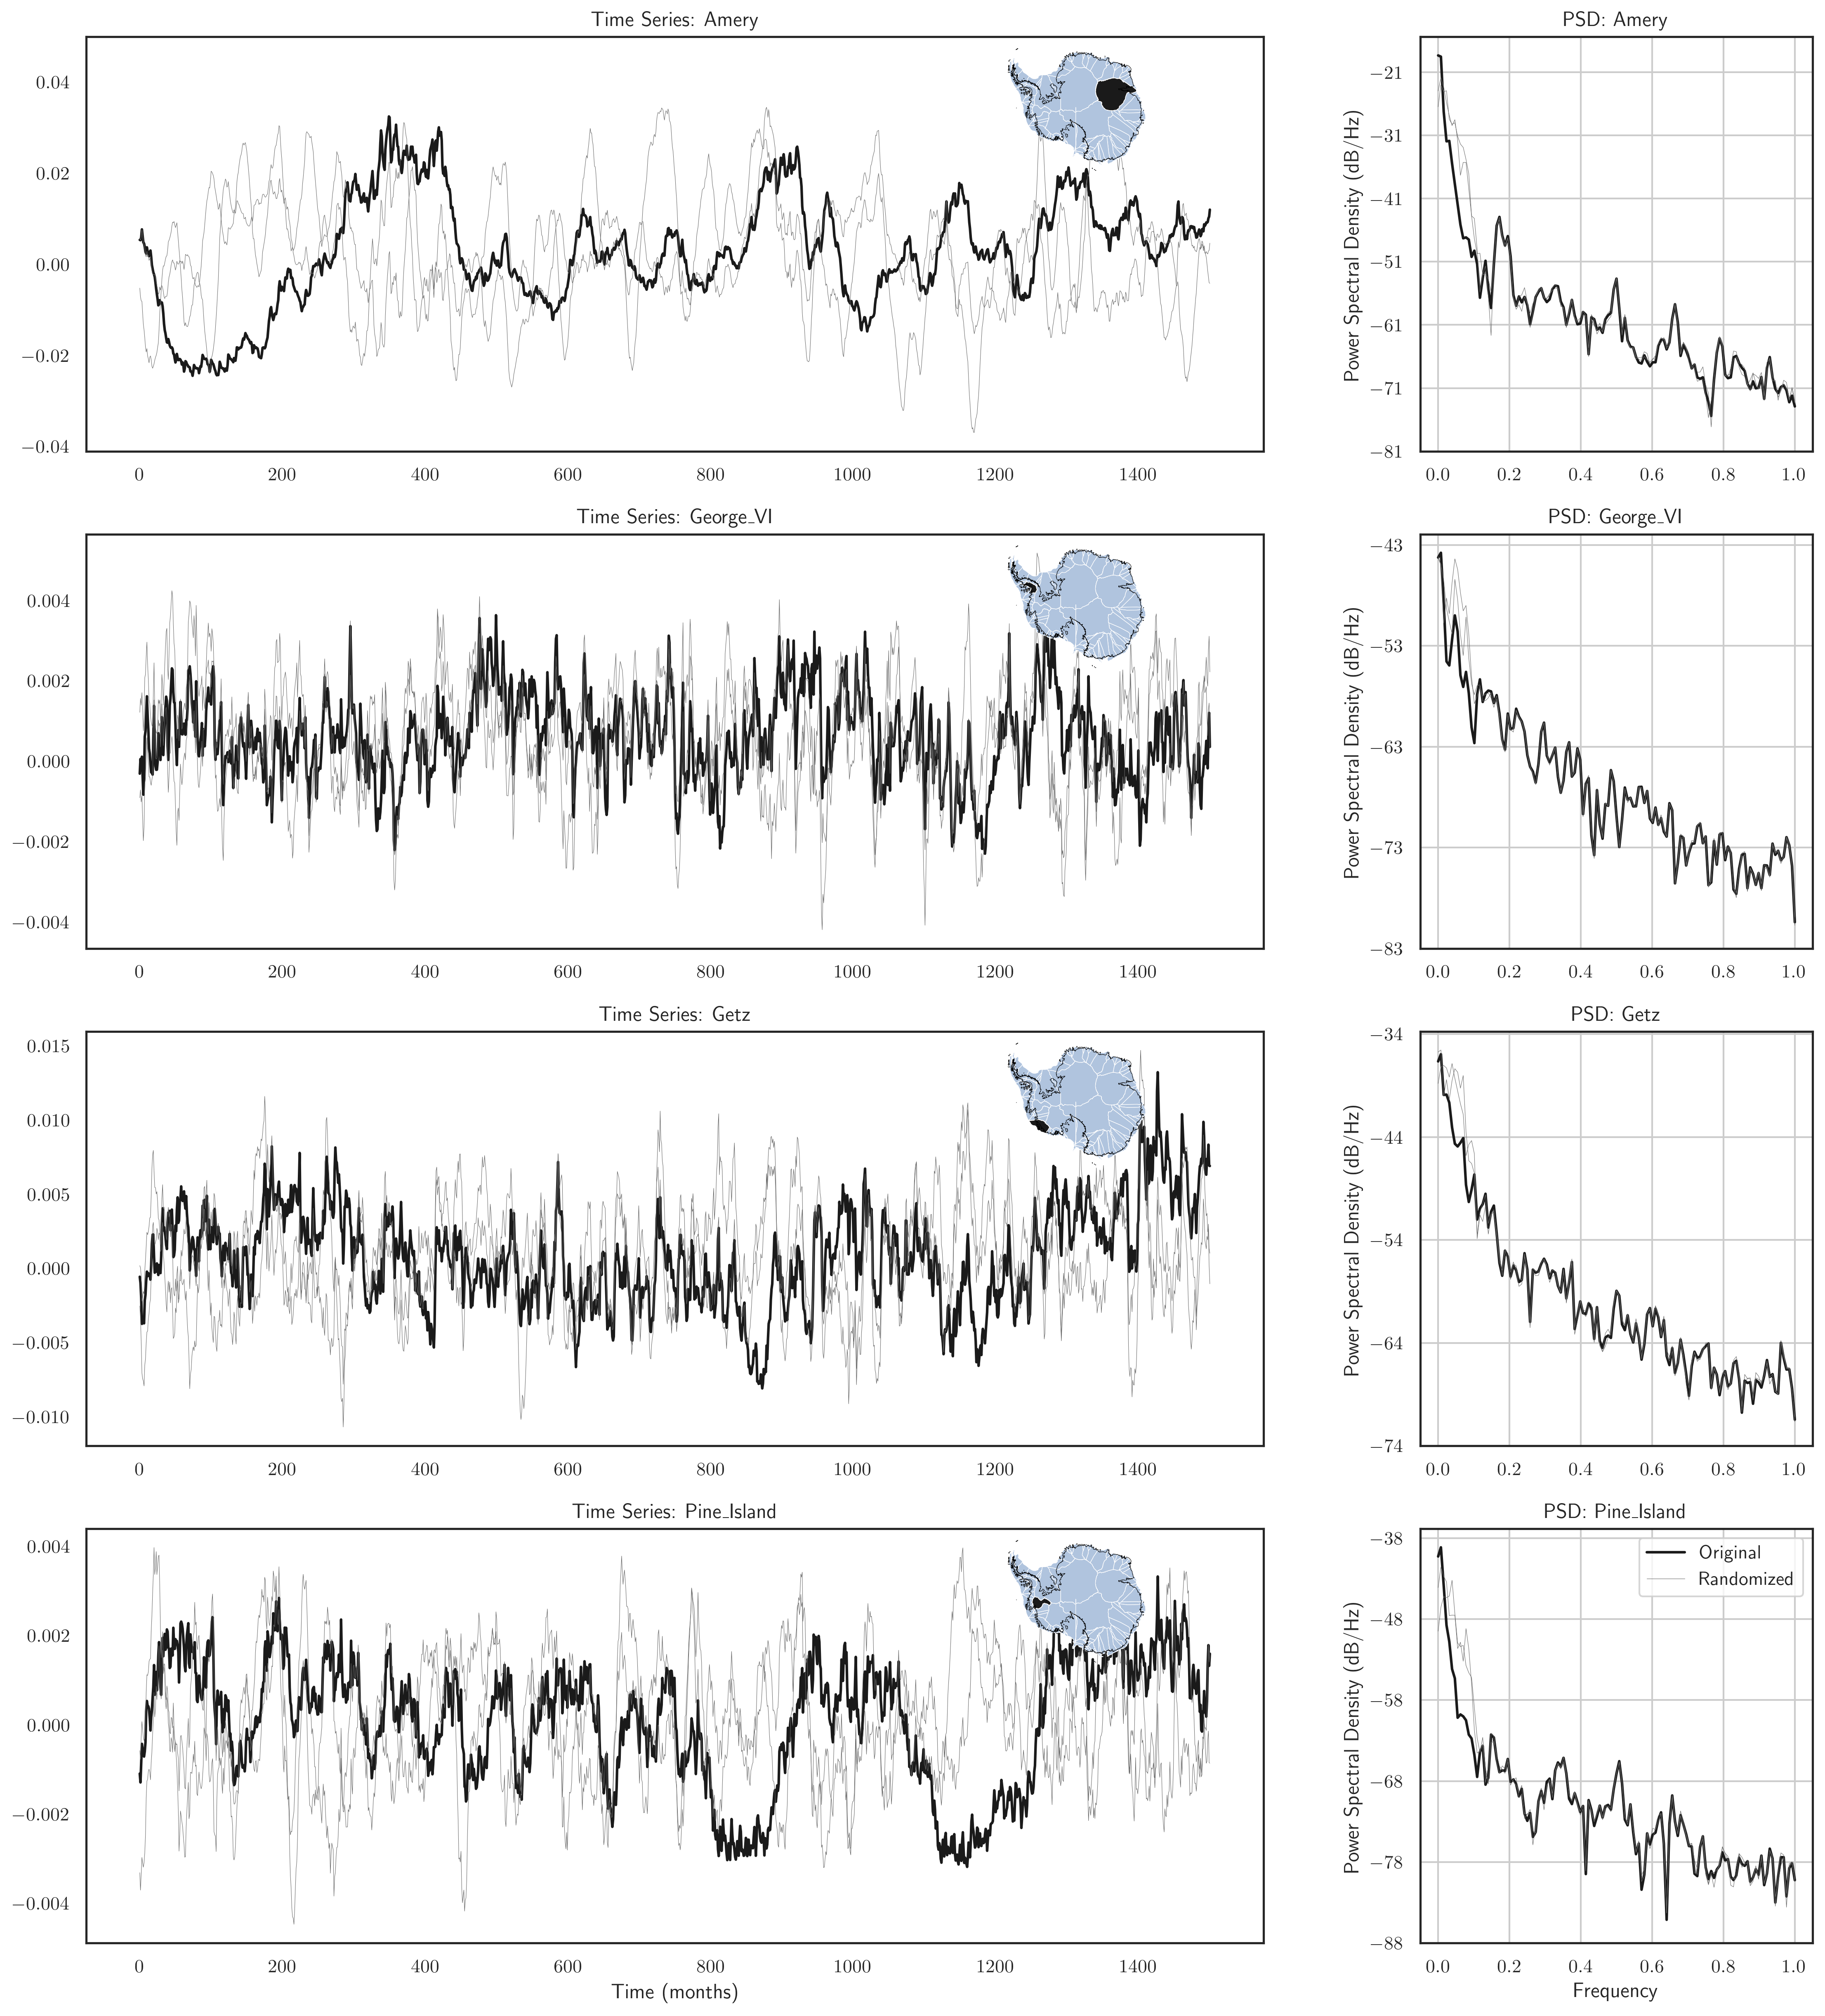 Time Series: Amery
PSD: Amery
0.04
0.02
0.00
−0.02
−0.04
0 200 400 600 800 1000 1200 1400
Power Spectral Density (dB/Hz)
−21
−31
−41
−51
−61
−71
−81
0.0 0.2 0.4 0.6 0.8 1.0
Time Series: George_VI
PSD: George_VI
0.004
0.002
0.000
−0.002
−0.004
0 200 400 600 800 1000 1200 1400
Power Spectral Density (dB/Hz)
−43
−53
−63
−73
−83
0.0 0.2 0.4 0.6 0.8 1.0
Time Series: Getz
PSD: Getz
0.015
0.010
0.005
0.000
−0.005
−0.010
0 200 400 600 800 1000 1200 1400
Power Spectral Density (dB/Hz)
−34
−44
−54
−64
−74
0.0 0.2 0.4 0.6 0.8 1.0
Time Series: Pine_Island
PSD: Pine_Island
0.004
0.002
0.000
−0.002
−0.004
0 200 400 600 800 1000 1200 1400
Time (months)
Power Spectral Density (dB/Hz)
−38
−48
−58
−68
−78
−88
Original
Randomized
0.0 0.2 0.4 0.6 0.8 1.0
Frequency